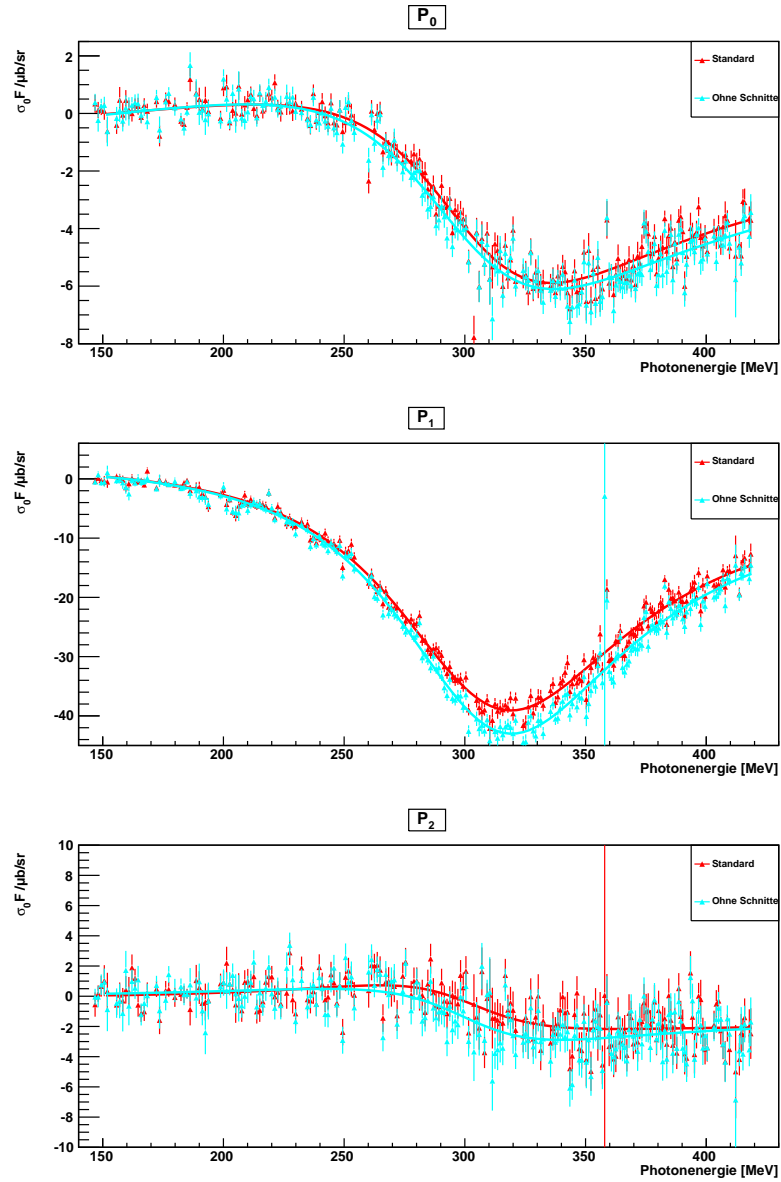 P₀
σ₀F /μb/sr
2
0
-2
-4
-6
-8
Standard
Ohne Schnitte
150 200 250 300 350 400
Photonenergie [MeV]
P₁
σ₀F /μb/sr
0
-10
-20
-30
-40
Standard
Ohne Schnitte
150 200 250 300 350 400
Photonenergie [MeV]
P₂
σ₀F /μb/sr
10
8
6
4
2
0
-2
-4
-6
-8
-10
Standard
Ohne Schnitte
150 200 250 300 350 400
Photonenergie [MeV]